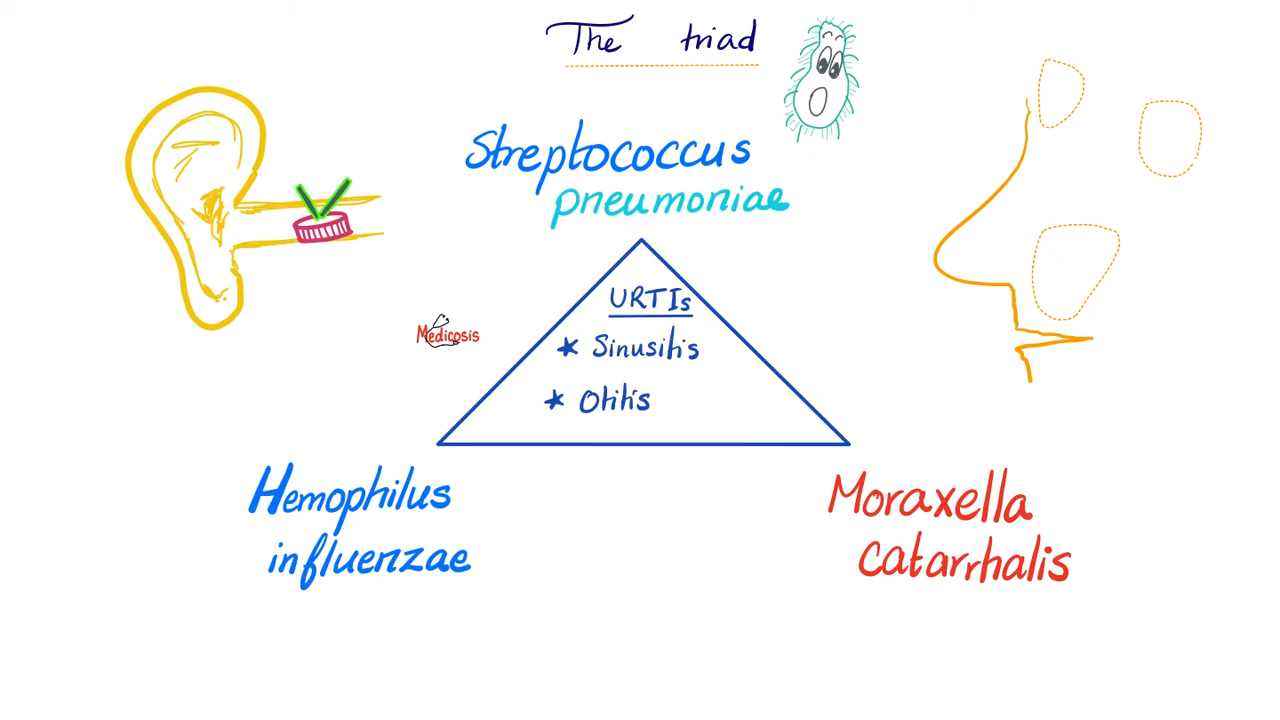 The triad
Streptococcus
pneumoniae
URTIs
Medicosis
* Sinusitis
* Otitis
Hemophilus
influenzae
Moraxella
catarrhalis